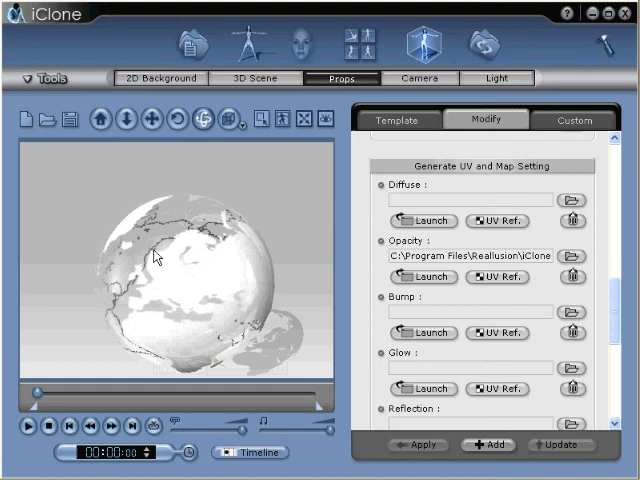 iClone
Tools
2D Background
3D Scene
Props
Camera
Light
Template
Modify
Custom
Generate UV and Map Setting
Diffuse :
Launch
UV Ref.
Opacity :
C:\Program Files\Reallusion\iClone
Launch
UV Ref.
Bump :
Launch
UV Ref.
Glow :
Launch
UV Ref.
Reflection :
Apply
Add
Update
00:00:00
Timeline